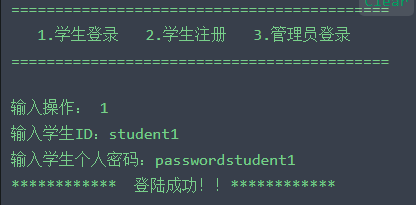 Clear
==========================================
1.学生登录 2.学生注册 3.管理员登录
==========================================
输入操作： 1
输入学生ID：student1
输入学生个人密码：passwordstudent1
************ 登陆成功！！************